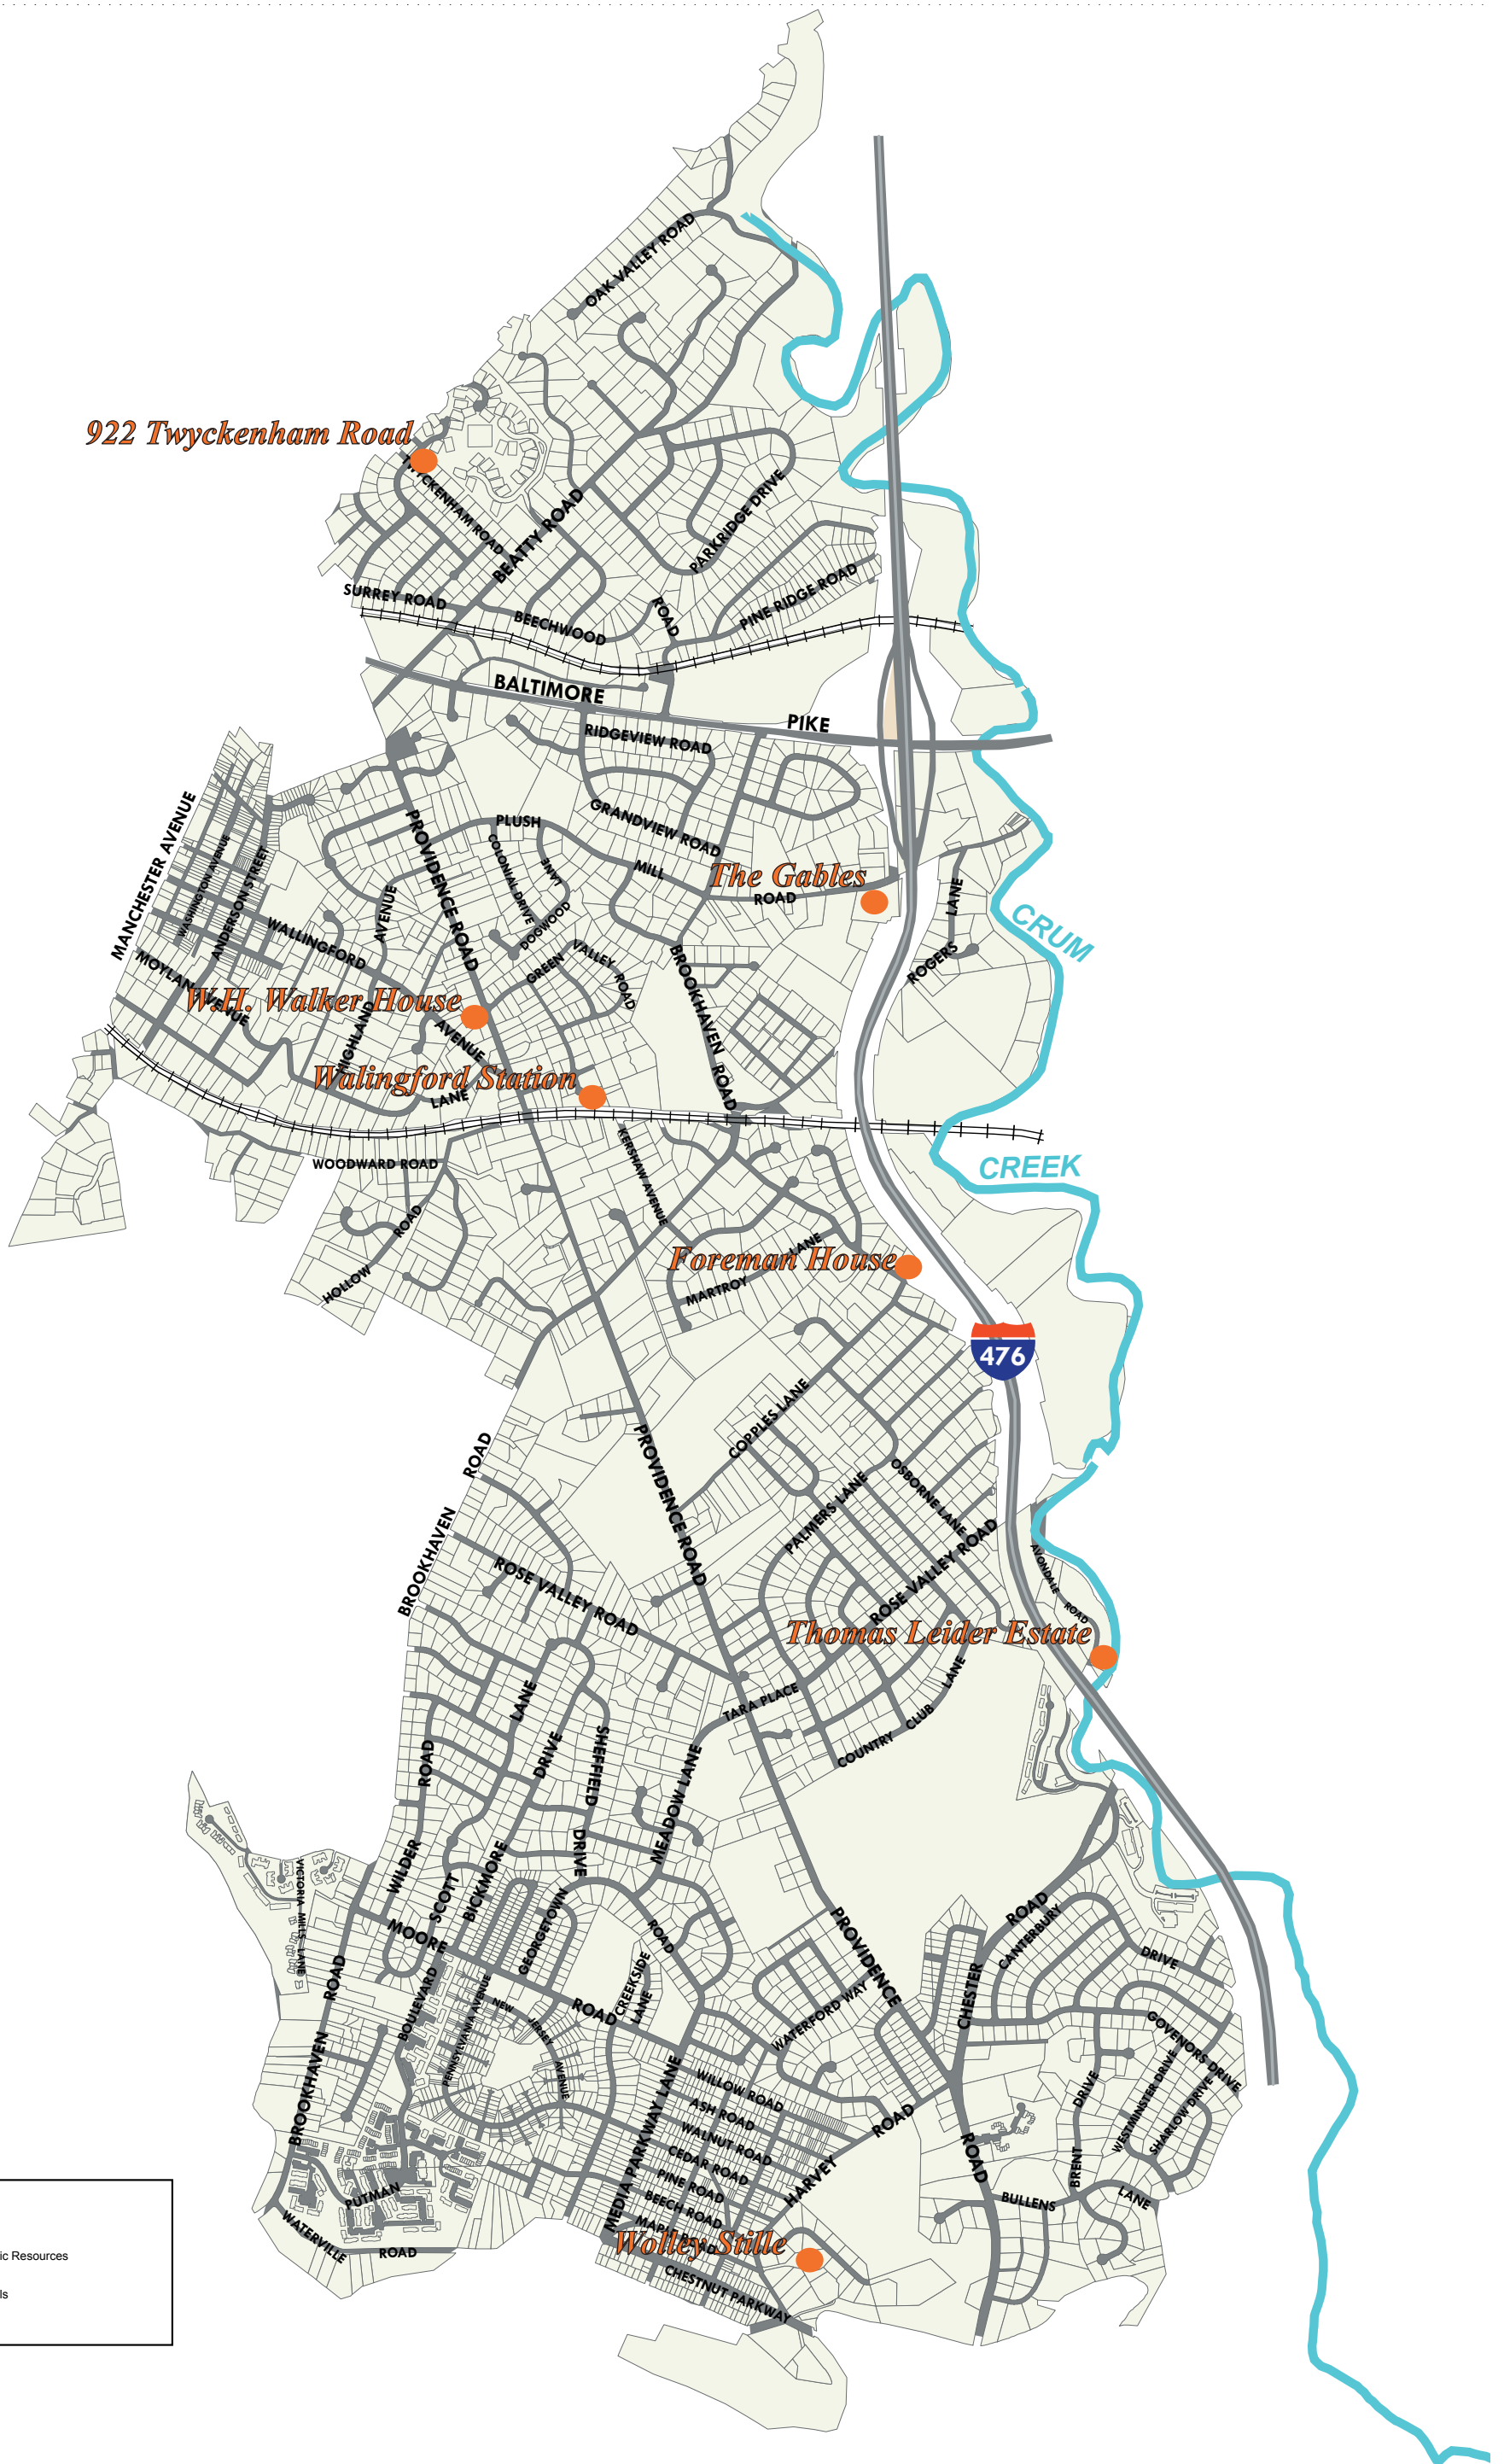 OAK VALLEY ROAD
922 Twyckenham Road
TWYCKENHAM ROAD
BEATTY ROAD
PARKRIDGE DRIVE
SURREY ROAD
BEECHWOOD
ROAD
PINE RIDGE ROAD
BALTIMORE
PIKE
RIDGEVIEW ROAD
MANCHESTER AVENUE
WASHINGTON AVENUE
ANDERSON STREET
PROVIDENCE ROAD
PLUSH
GRANDVIEW ROAD
COLONIAL DRIVE
LANE
MILL
The Gables
ROAD
LANE
ROGERS
CRUM
AVENUE
WALLINGFORD
DOGWOOD
GREEN
VALLEY
ROAD
BROOKHAVEN
ROAD
MOYLAN AVENUE
W.H. Walker House
HIGHLAND
AVENUE
Walingford Station
LANE
KERSHAW AVENUE
WOODWARD ROAD
CREEK
ROAD
HOLLOW
Foreman House
LANE
MARTROY
476
COPPLES LANE
ROAD
BROOKHAVEN
PROVIDENCE ROAD
PALMERS LANE
OSBORNE LANE
ROSE VALLEY ROAD
ROSE VALLEY ROAD
AVONDALE
ROAD
Thomas Leider Estate
TARA PLACE
LANE
CLUB
COUNTRY
LANE
DRIVE
SHEFFIELD
DRIVE
ROAD
WILDER
SCOTT
BICKMORE
MEADOW LANE
VICTORIA MILLS LANE
MOORE
ROAD
GEORGETOWN
ROAD
CREEKSIDE
LANE
BOULEVARD
PENNSYLVANIA AVENUE
NEW
JERSEY
AVENUE
PROVIDENCE
WATERFORD WAY
ROAD
CANTERBURY
DRIVE
CHESTER
GOVENORS DRIVE
WESTMINSTER DRIVE
SHARLOW DRIVE
DRIVE
BRENT
ROAD
BROOKHAVEN
ROAD
MEDIA PARKWAY LANE
WILLOW ROAD
ASH ROAD
WALNUT ROAD
CEDAR ROAD
PINE ROAD
BEECH ROAD
MAPLE ROAD
HARVEY
ROAD
BULLENS
LANE
PUTMAN
WATERVILLE
ROAD
Wolley Stille
CHESTNUT PARKWAY
ic Resources
ls